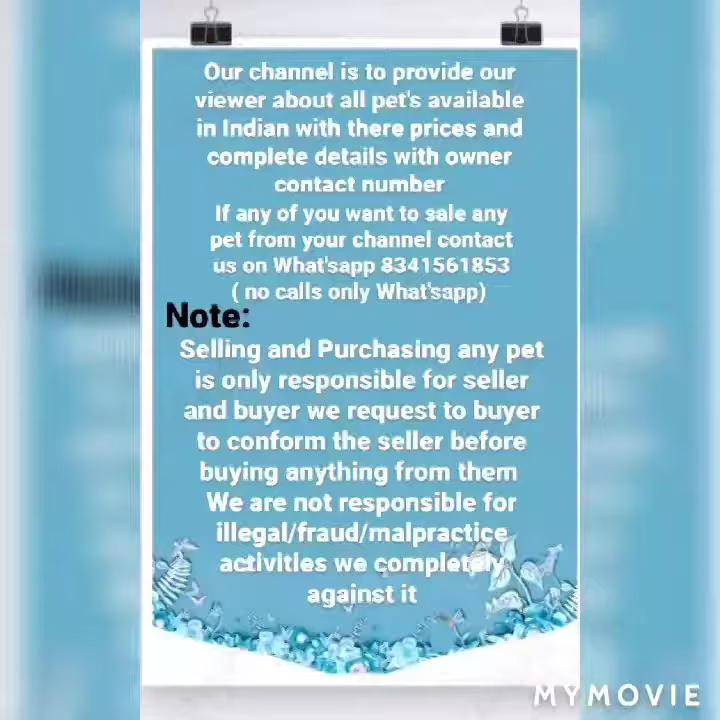 Our channel is to provide our
viewer about all pet's available
in Indian with there prices and
complete details with owner
contact number
If any of you want to sale any
pet from your channel contact
us on What'sapp 8341561853
( no calls only What'sapp)
Note:
Selling and Purchasing any pet
is only responsible for seller
and buyer we request to buyer
to conform the seller before
buying anything from them
We are not responsible for
illegal/fraud/malpractice
activities we completely
against it
MYMOVIE